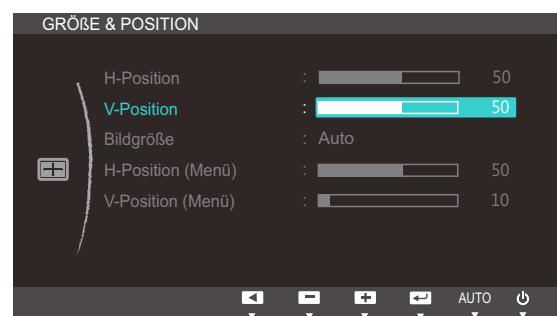 GRÖßE & POSITION
H-Position : 50
V-Position : 50
Bildgröße : Auto
H-Position (Menü) : 50
V-Position (Menü) : 10
AUTO